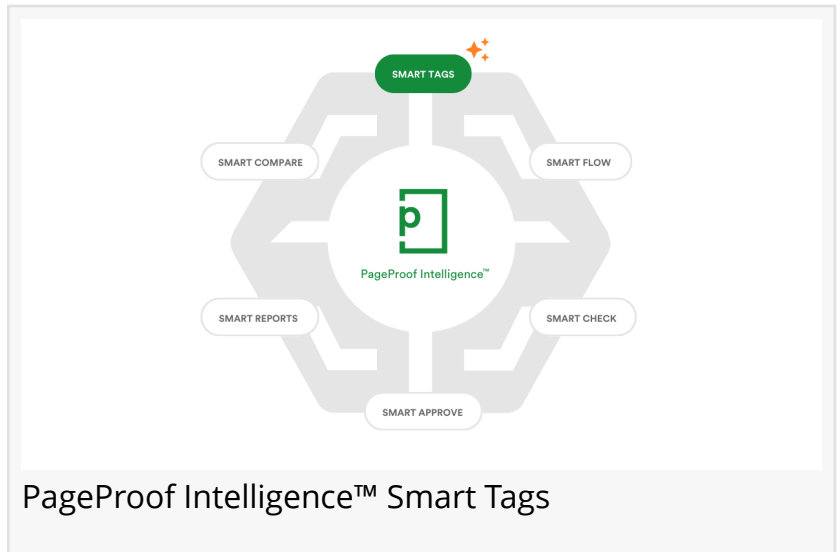 SMART TAGS
SMART COMPARE
SMART FLOW
p
PageProof Intelligence™
SMART REPORTS
SMART CHECK
SMART APPROVE
PageProof Intelligence™ Smart Tags